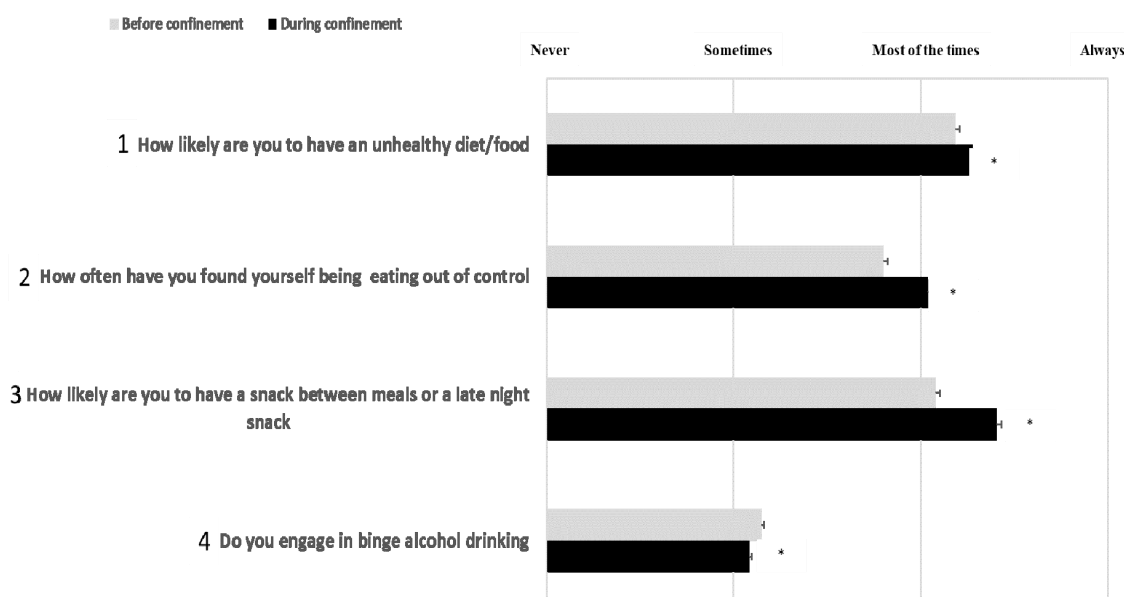 Before confinement During confinement
Never Sometimes Most of the times Always
1 How likely are you to have an unhealthy diet/food
*
2 How often have you found yourself being eating out of control
*
3 How likely are you to have a snack between meals or a late night
snack
*
4 Do you engage in binge alcohol drinking
*